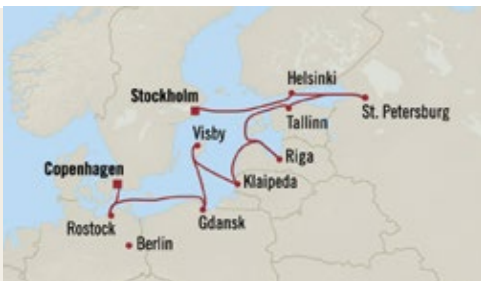 Helsinki
Stockholm
St. Petersburg
Tallinn
Visby
Riga
Copenhagen
Klaipeda
Gdansk
Rostock
Berlin